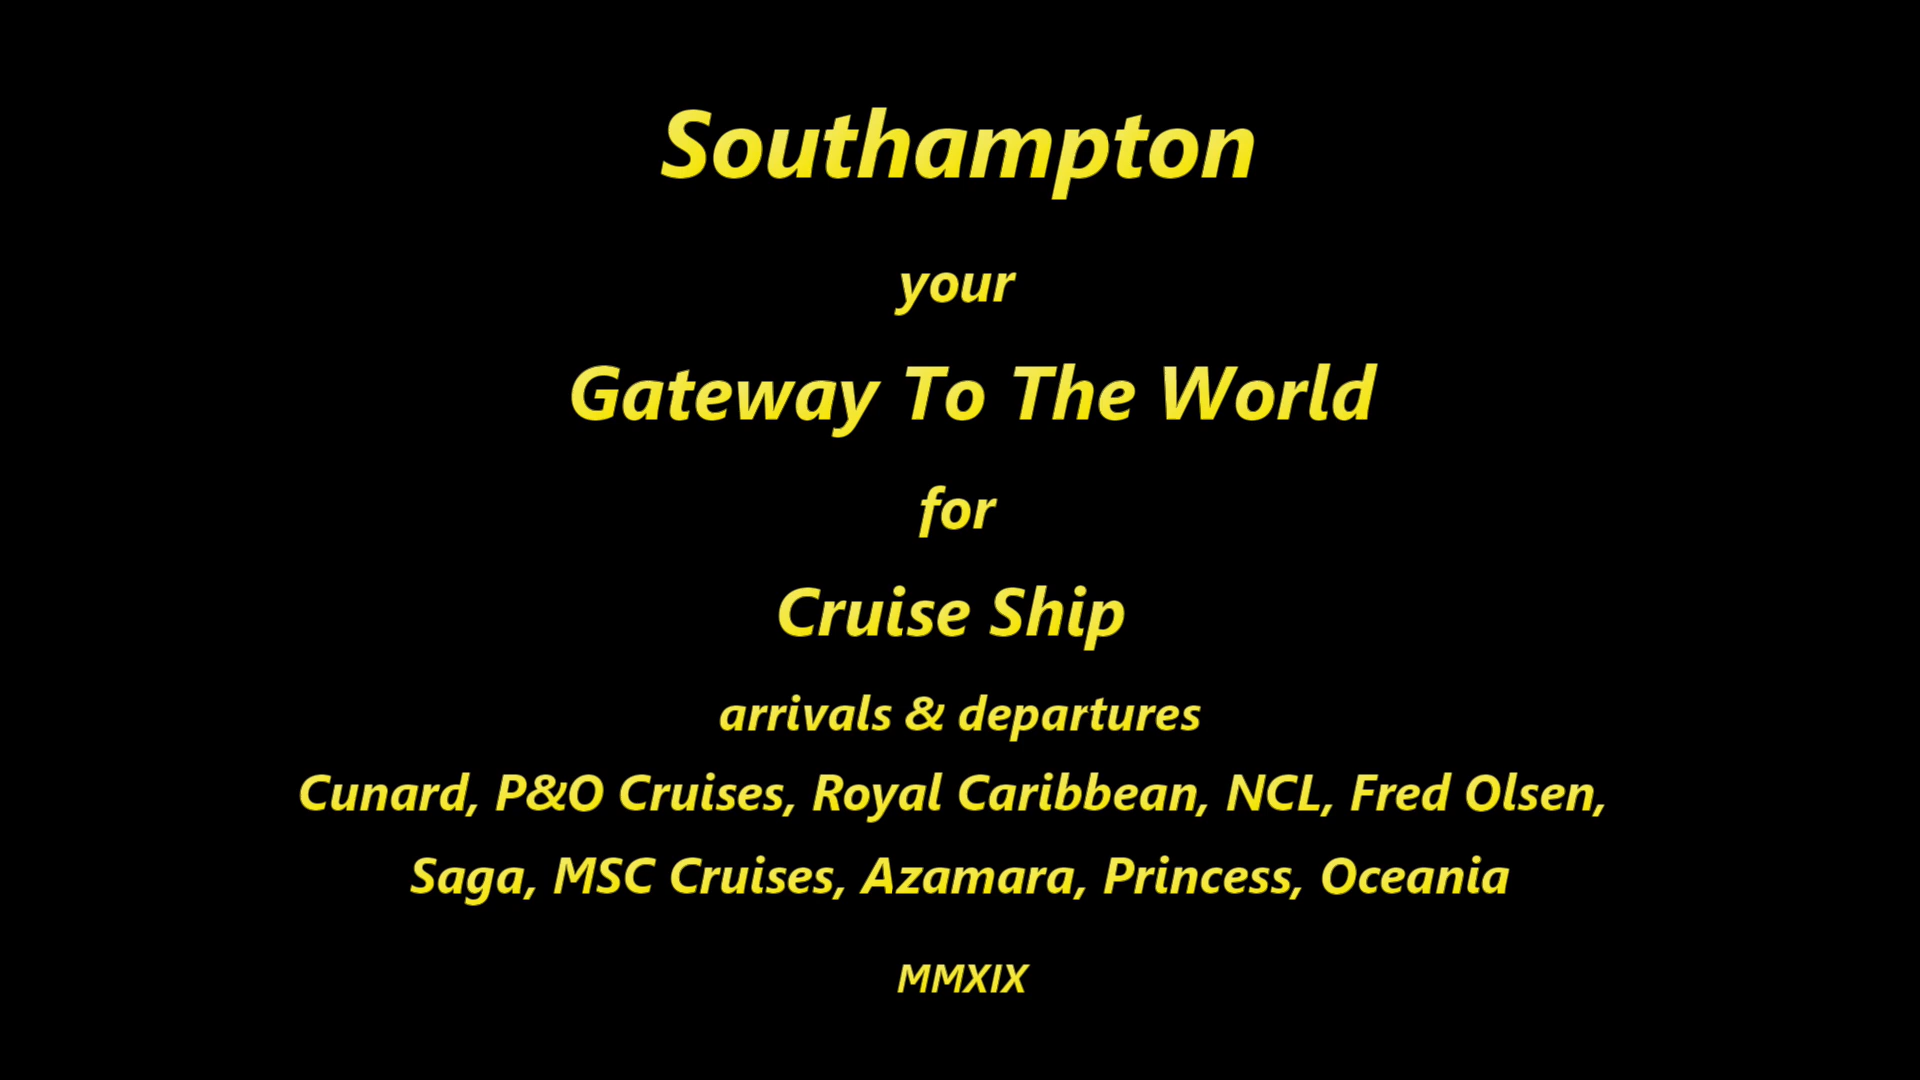 Southampton
your
Gateway To The World
for
Cruise Ship
arrivals & departures
Cunard, P&O Cruises, Royal Caribbean, NCL, Fred Olsen,
Saga, MSC Cruises, Azamara, Princess, Oceania
MMXIX